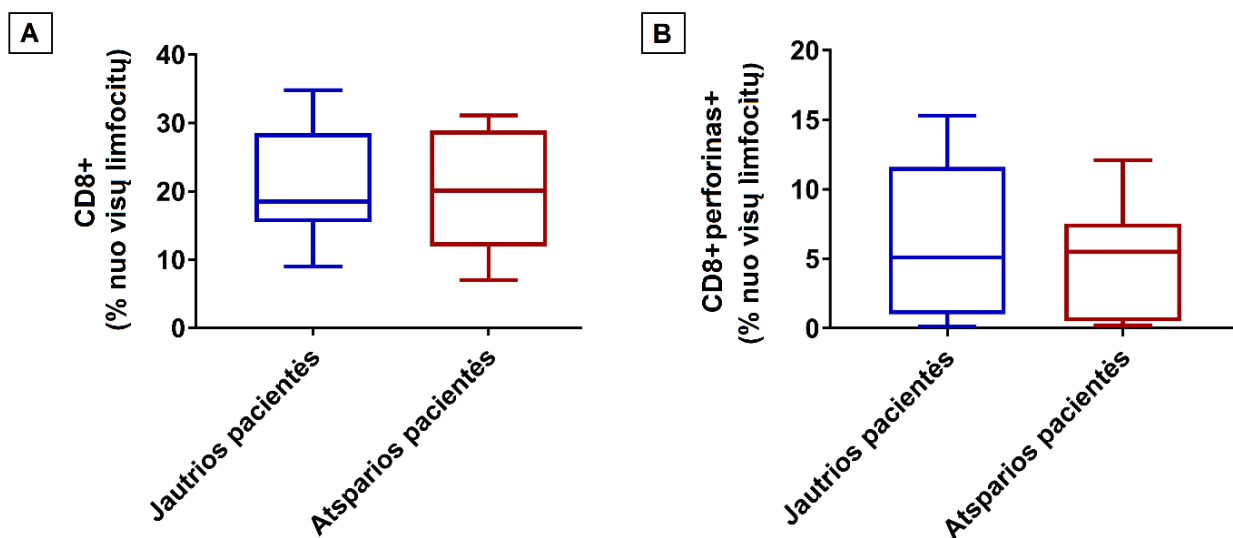 A
CD8+
(% nuo visų limfocitų)
40
30
20
10
0
Jautrios pacientės
Atsparios pacientės
B
CD8+perforinas+
(% nuo visų limfocitų)
20
15
10
5
0
Jautrios pacientės
Atsparios pacientės